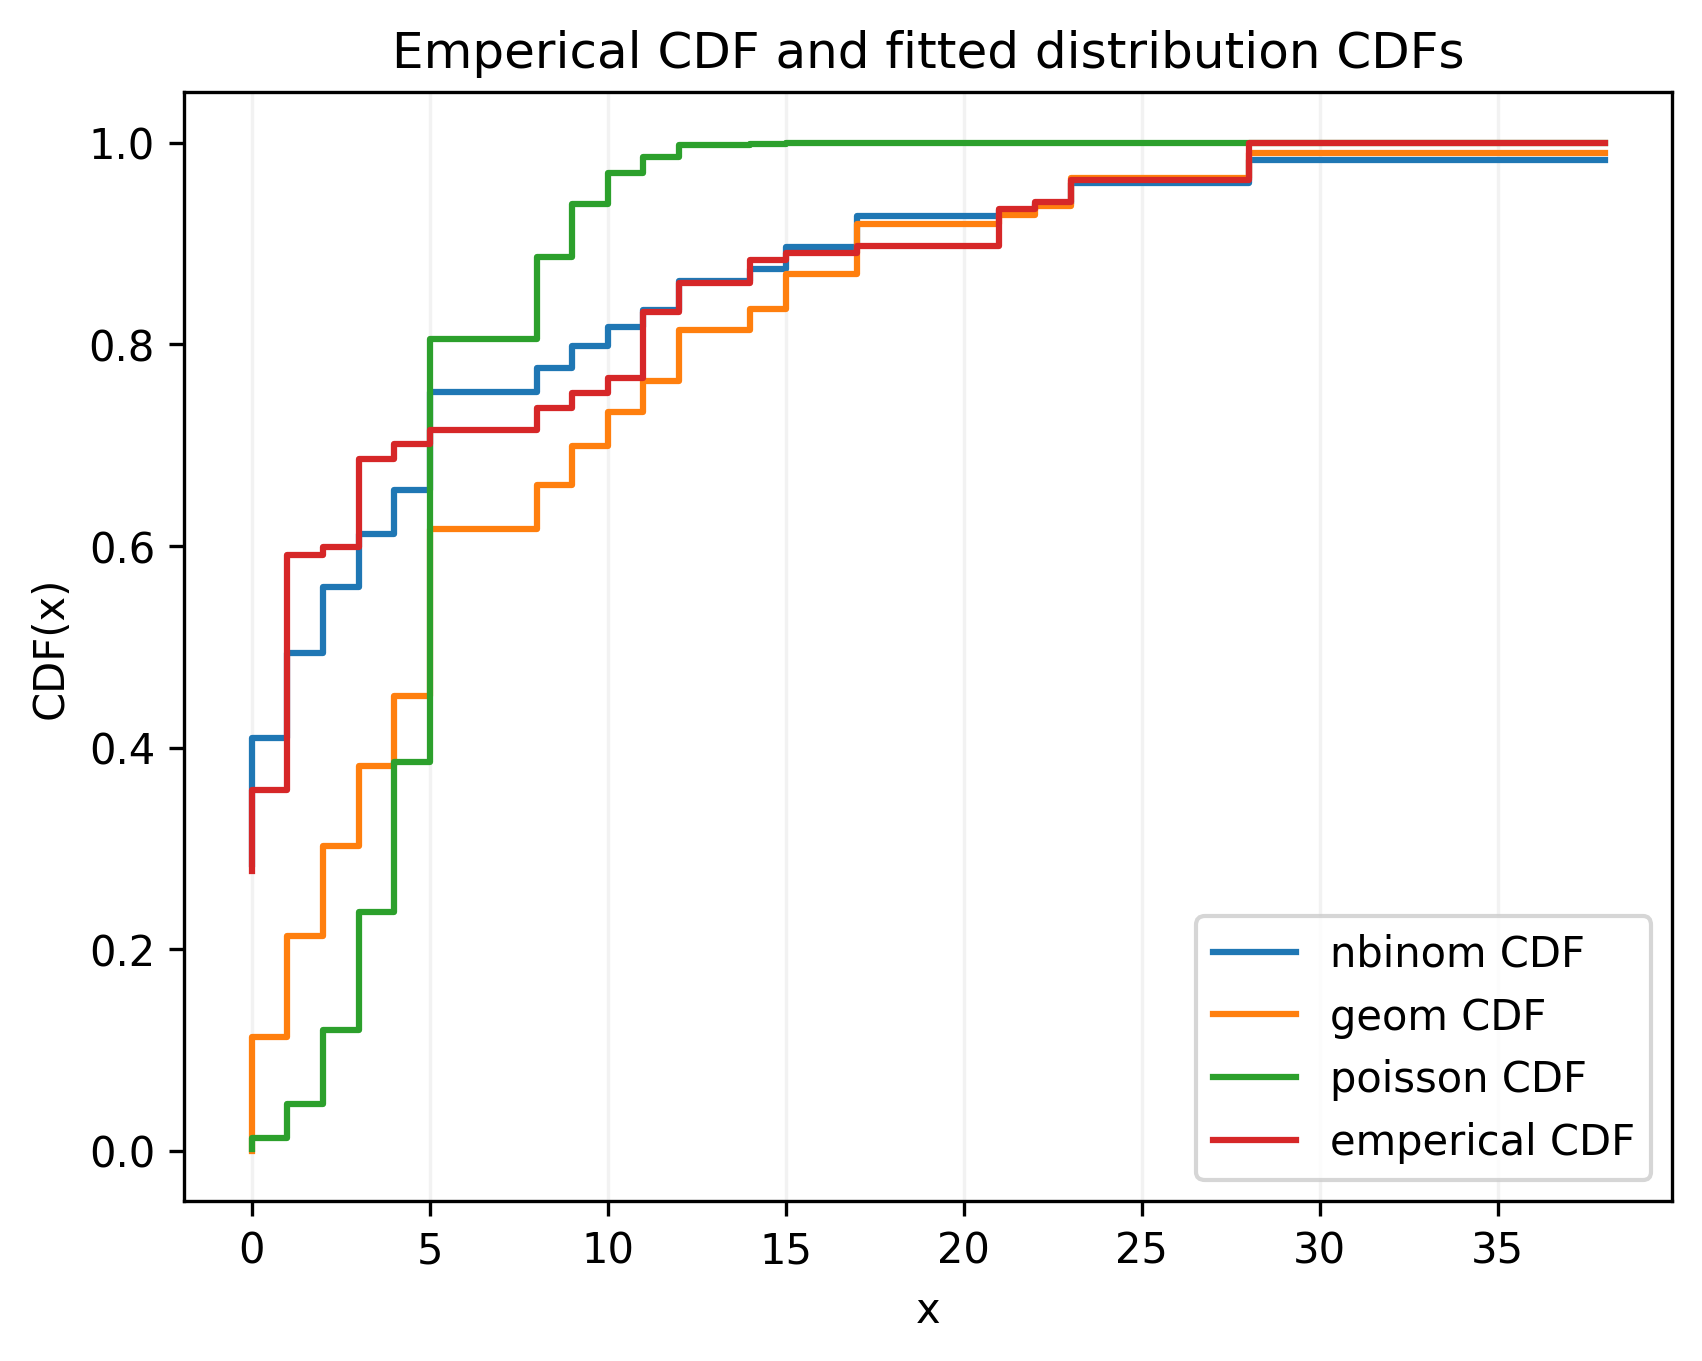 Emperical CDF and fitted distribution CDFs
1.0
0.8
0.6
0.4
0.2
0.0
CDF(x)
0 5 10 15 20 25 30 35
x
nbinom CDF
geom CDF
poisson CDF
emperical CDF